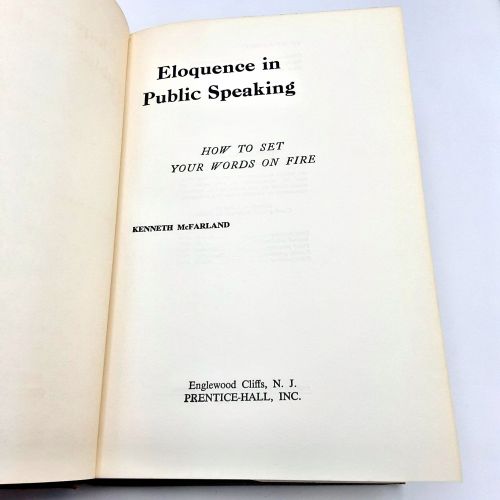 Eloquence in
Public Speaking
HOW TO SET
YOUR WORDS ON FIRE
KENNETH McFARLAND
Englewood Cliffs, N. J.
PRENTICE-HALL, INC.